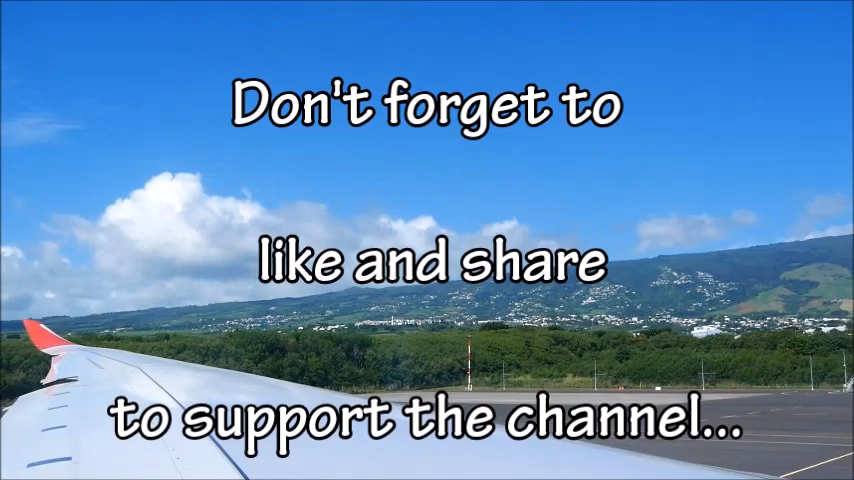 Don't forget to
like and share
to support the channel...